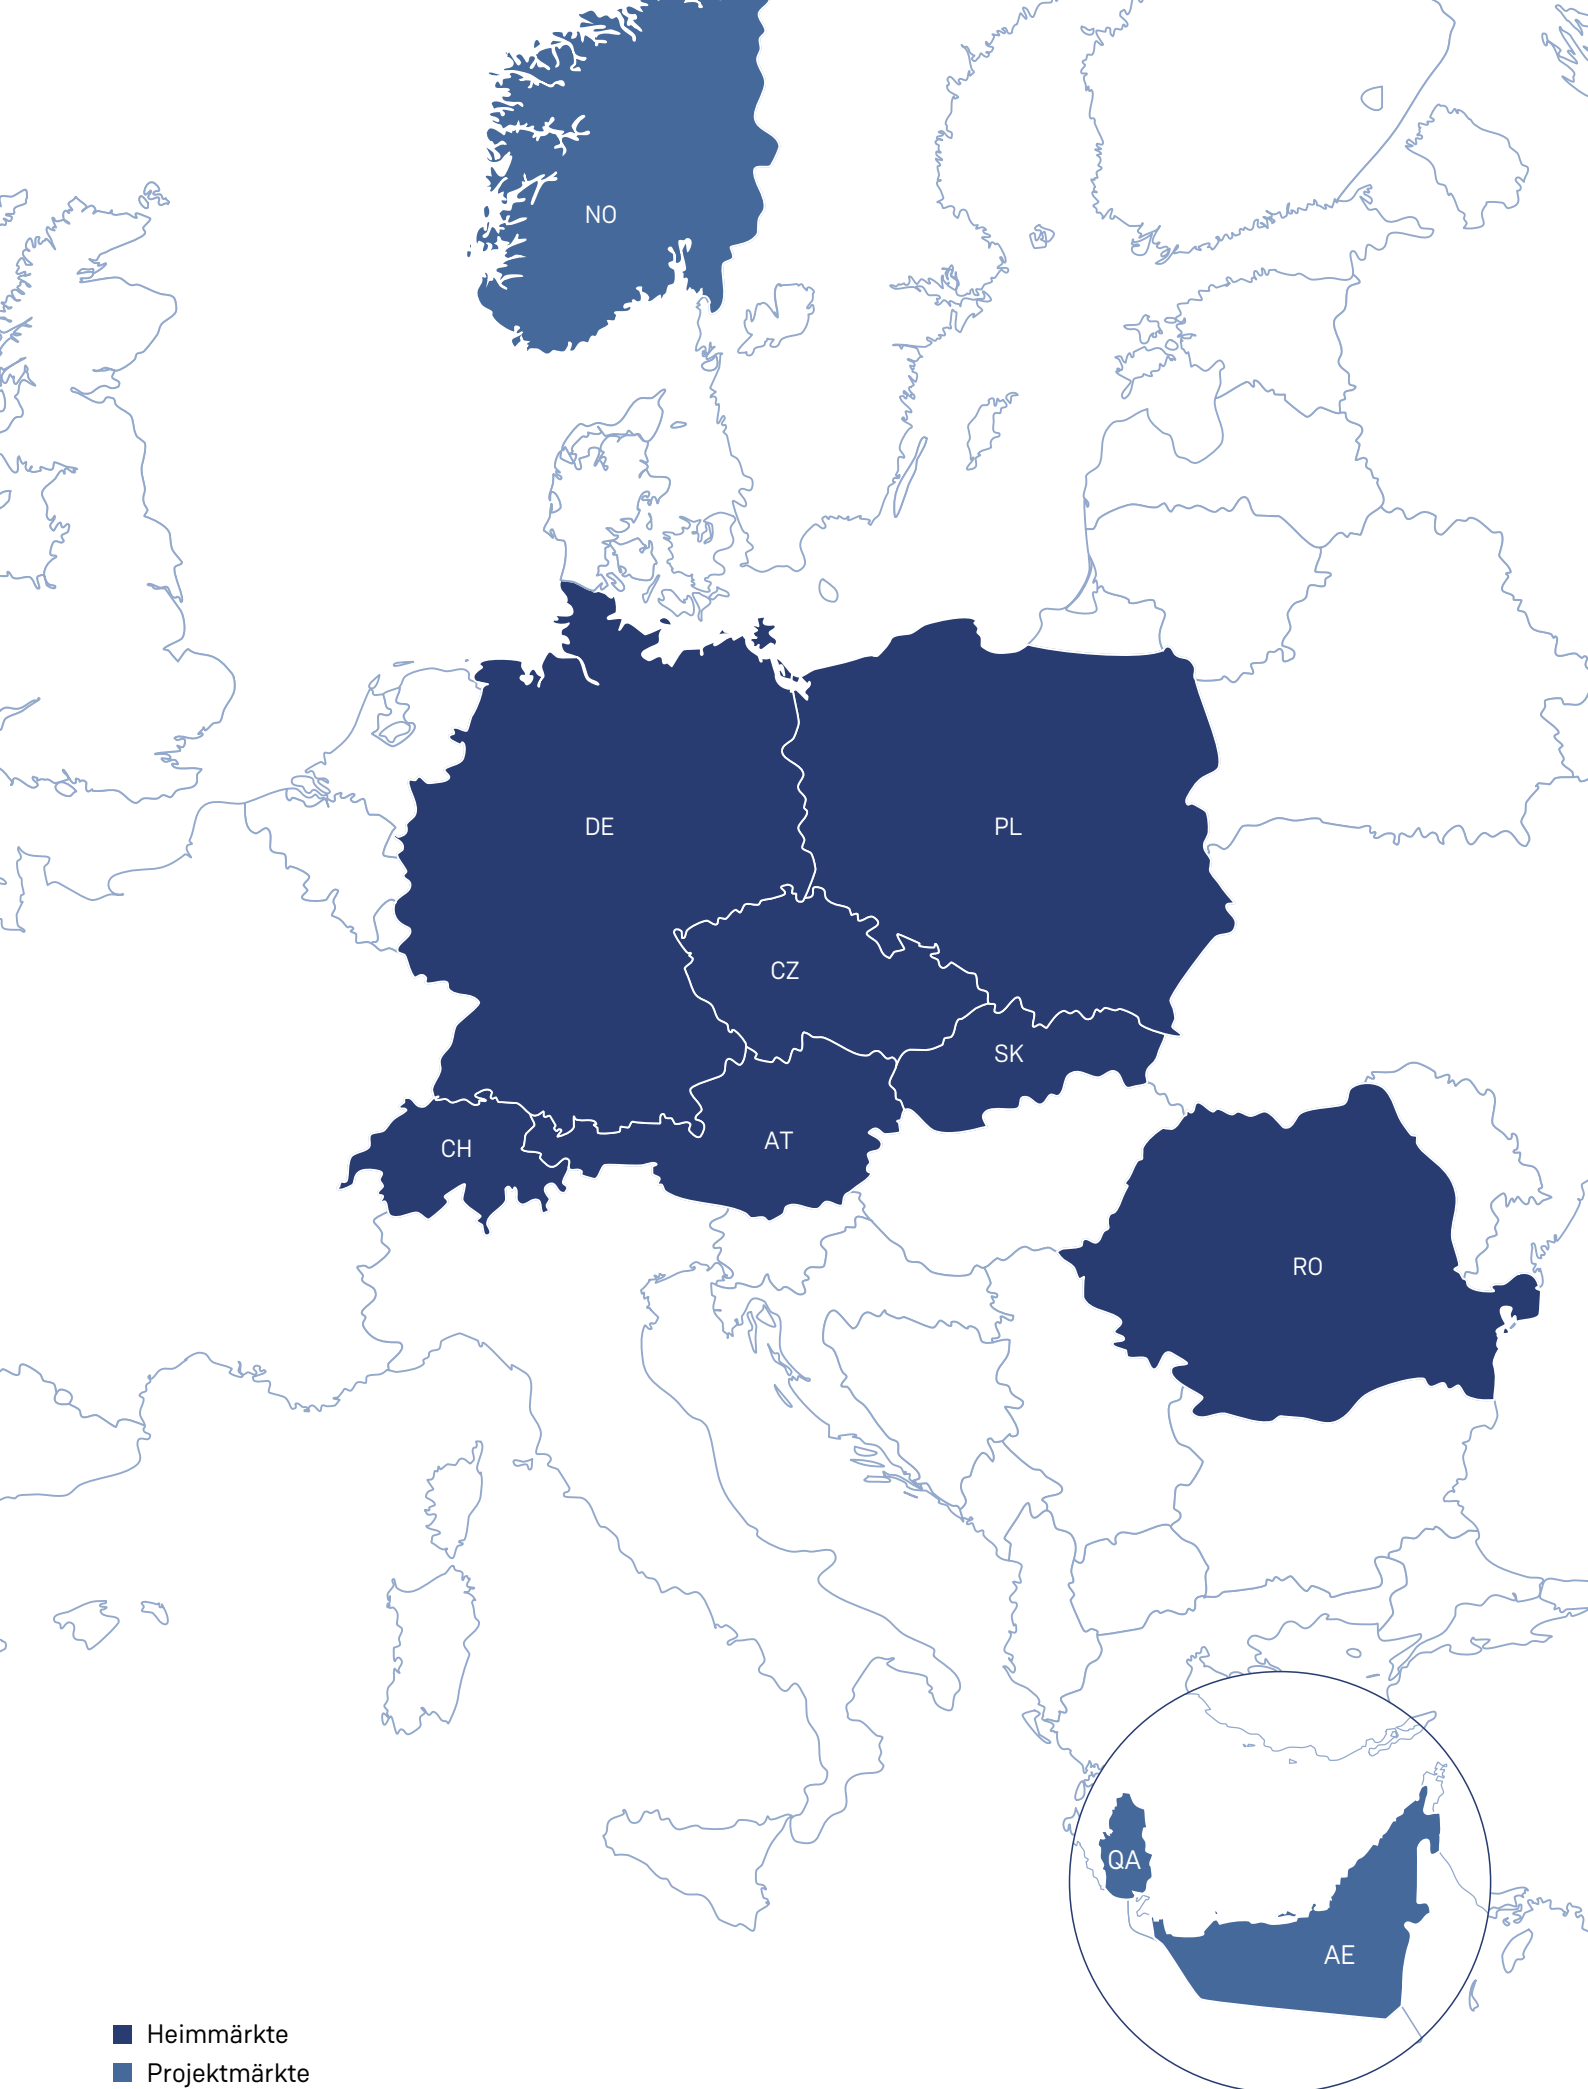 NO
DE
PL
CZ
SK
CH
AT
RO
QA
AE
Heimmärkte
Projektmärkte